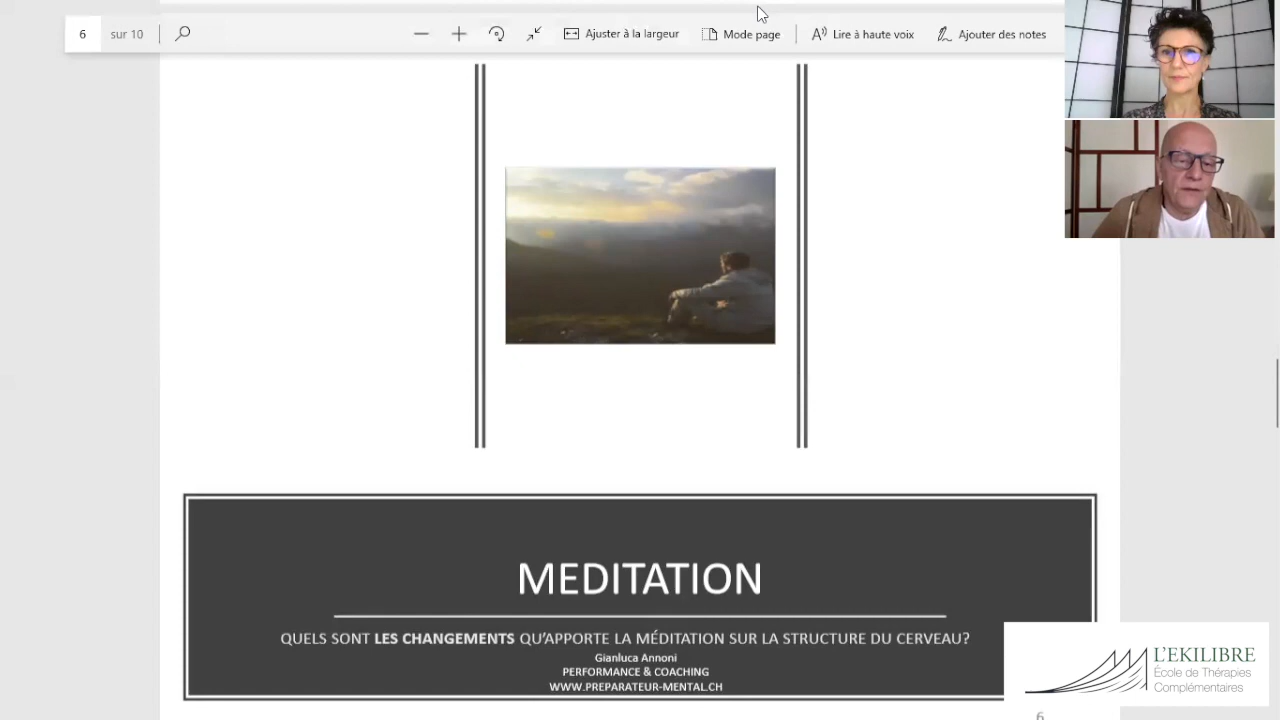 6 sur 10
Ajuster à la largeur
Mode page
Lire à haute voix
Ajouter des notes
MEDITATION
QUELS SONT LES CHANGEMENTS QU'APPORTE LA MÉDITATION SUR LA STRUCTURE DU CERVEAU?
Gianluca Annoni
PERFORMANCE & COACHING
WWW.PREPARATEUR-MENTAL.CH
L'EKILIBRE
École de Thérapies
Complémentaires
6